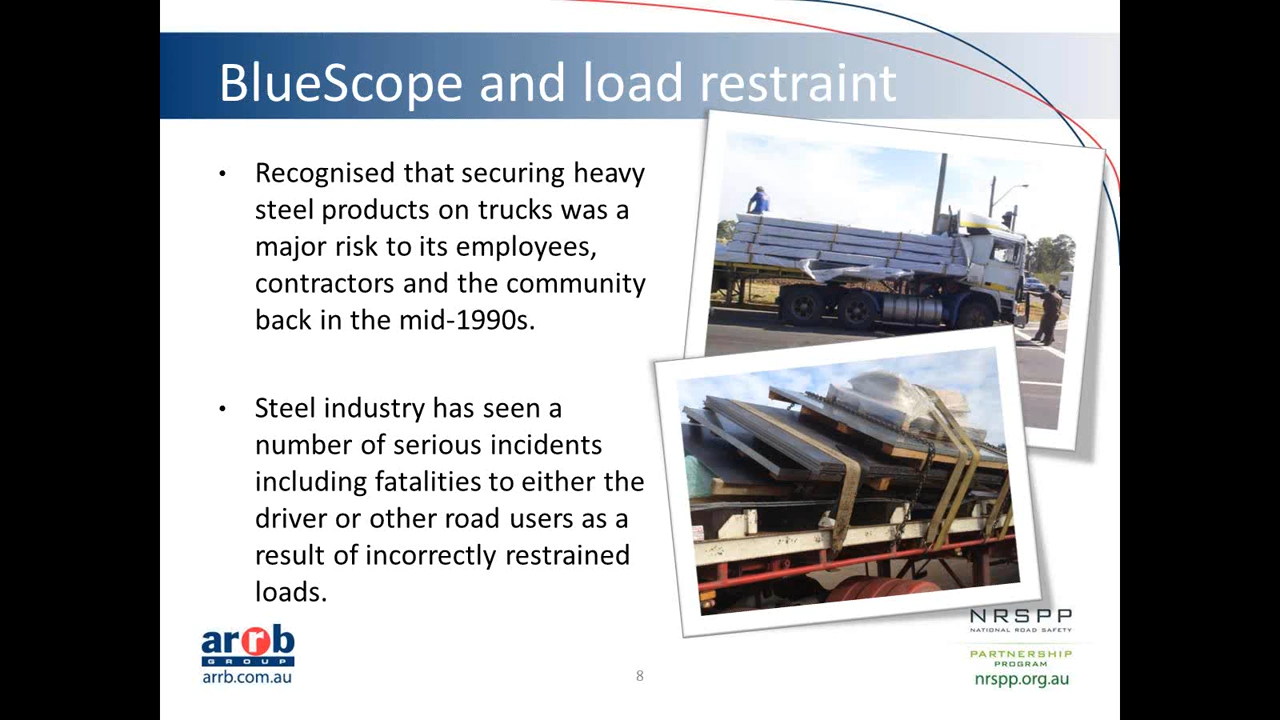 BlueScope and load restraint
• Recognised that securing heavy
steel products on trucks was a
major risk to its employees,
contractors and the community
back in the mid-1990s.
• Steel industry has seen a
number of serious incidents
including fatalities to either the
driver or other road users as a
result of incorrectly restrained
loads.
arrb
GROUP
arrb.com.au
8
NRSPP
NATIONAL ROAD SAFETY
PARTNERSHIP
PROGRAM
nrspp.org.au